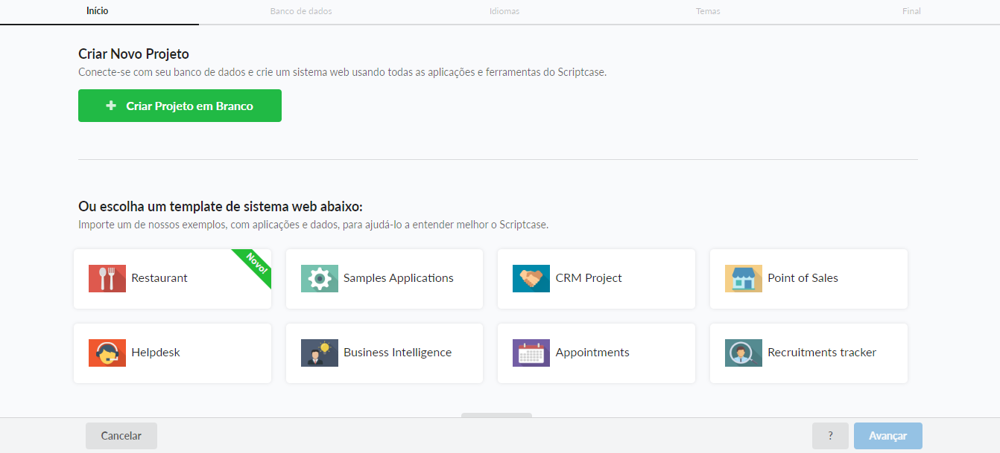 Início
Banco de dados
Idiomas
Temas
Final
Criar Novo Projeto
Conecte-se com seu banco de dados e crie um sistema web usando todas as aplicações e ferramentas do Scriptcase.
Criar Projeto em Branco
Ou escolha um template de sistema web abaixo:
Importe um de nossos exemplos, com aplicações e dados, para ajudá-lo a entender melhor o Scriptcase.
Restaurant
Novo!
Samples Applications
CRM Project
Point of Sales
Helpdesk
Business Intelligence
Appointments
Recruitments tracker
Cancelar
?
Avançar